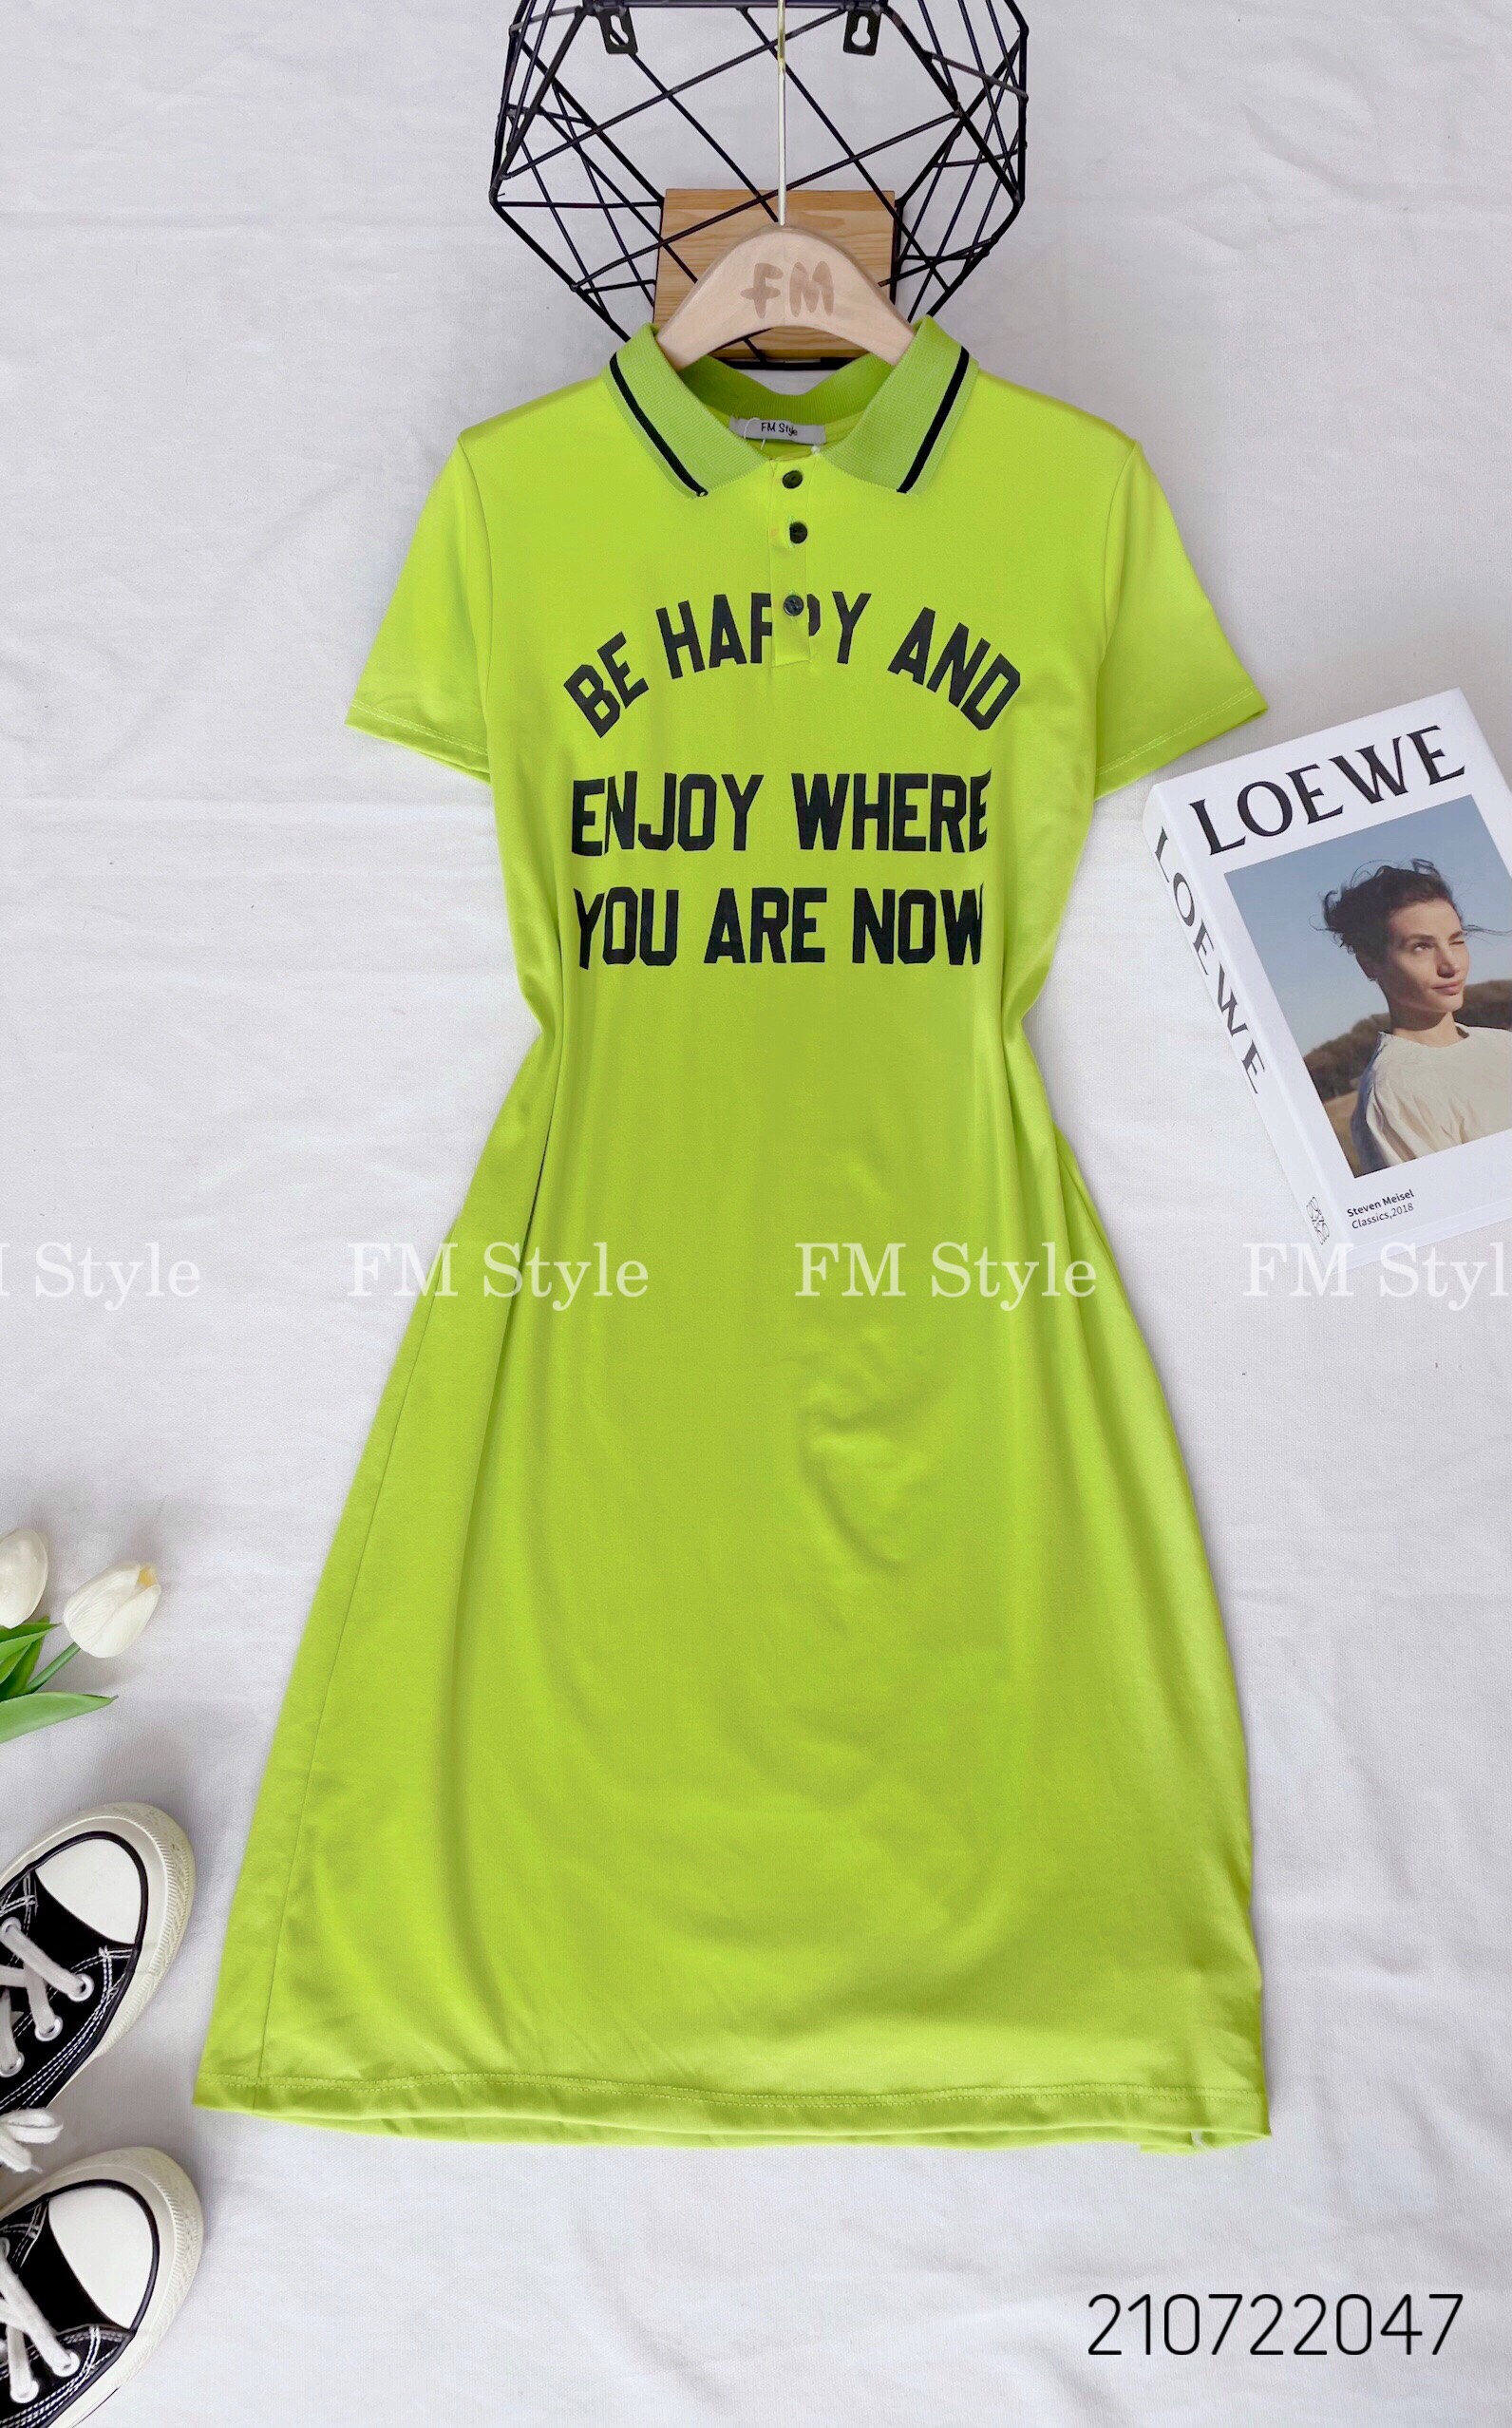 FM
FM Style
BE HAPPY AND
ENJOY WHERE
YOU ARE NOW
LOEWE
LOEWE
Steven Meisel
Classics,2018
FM Style FM Style FM Style FM Style
210722047